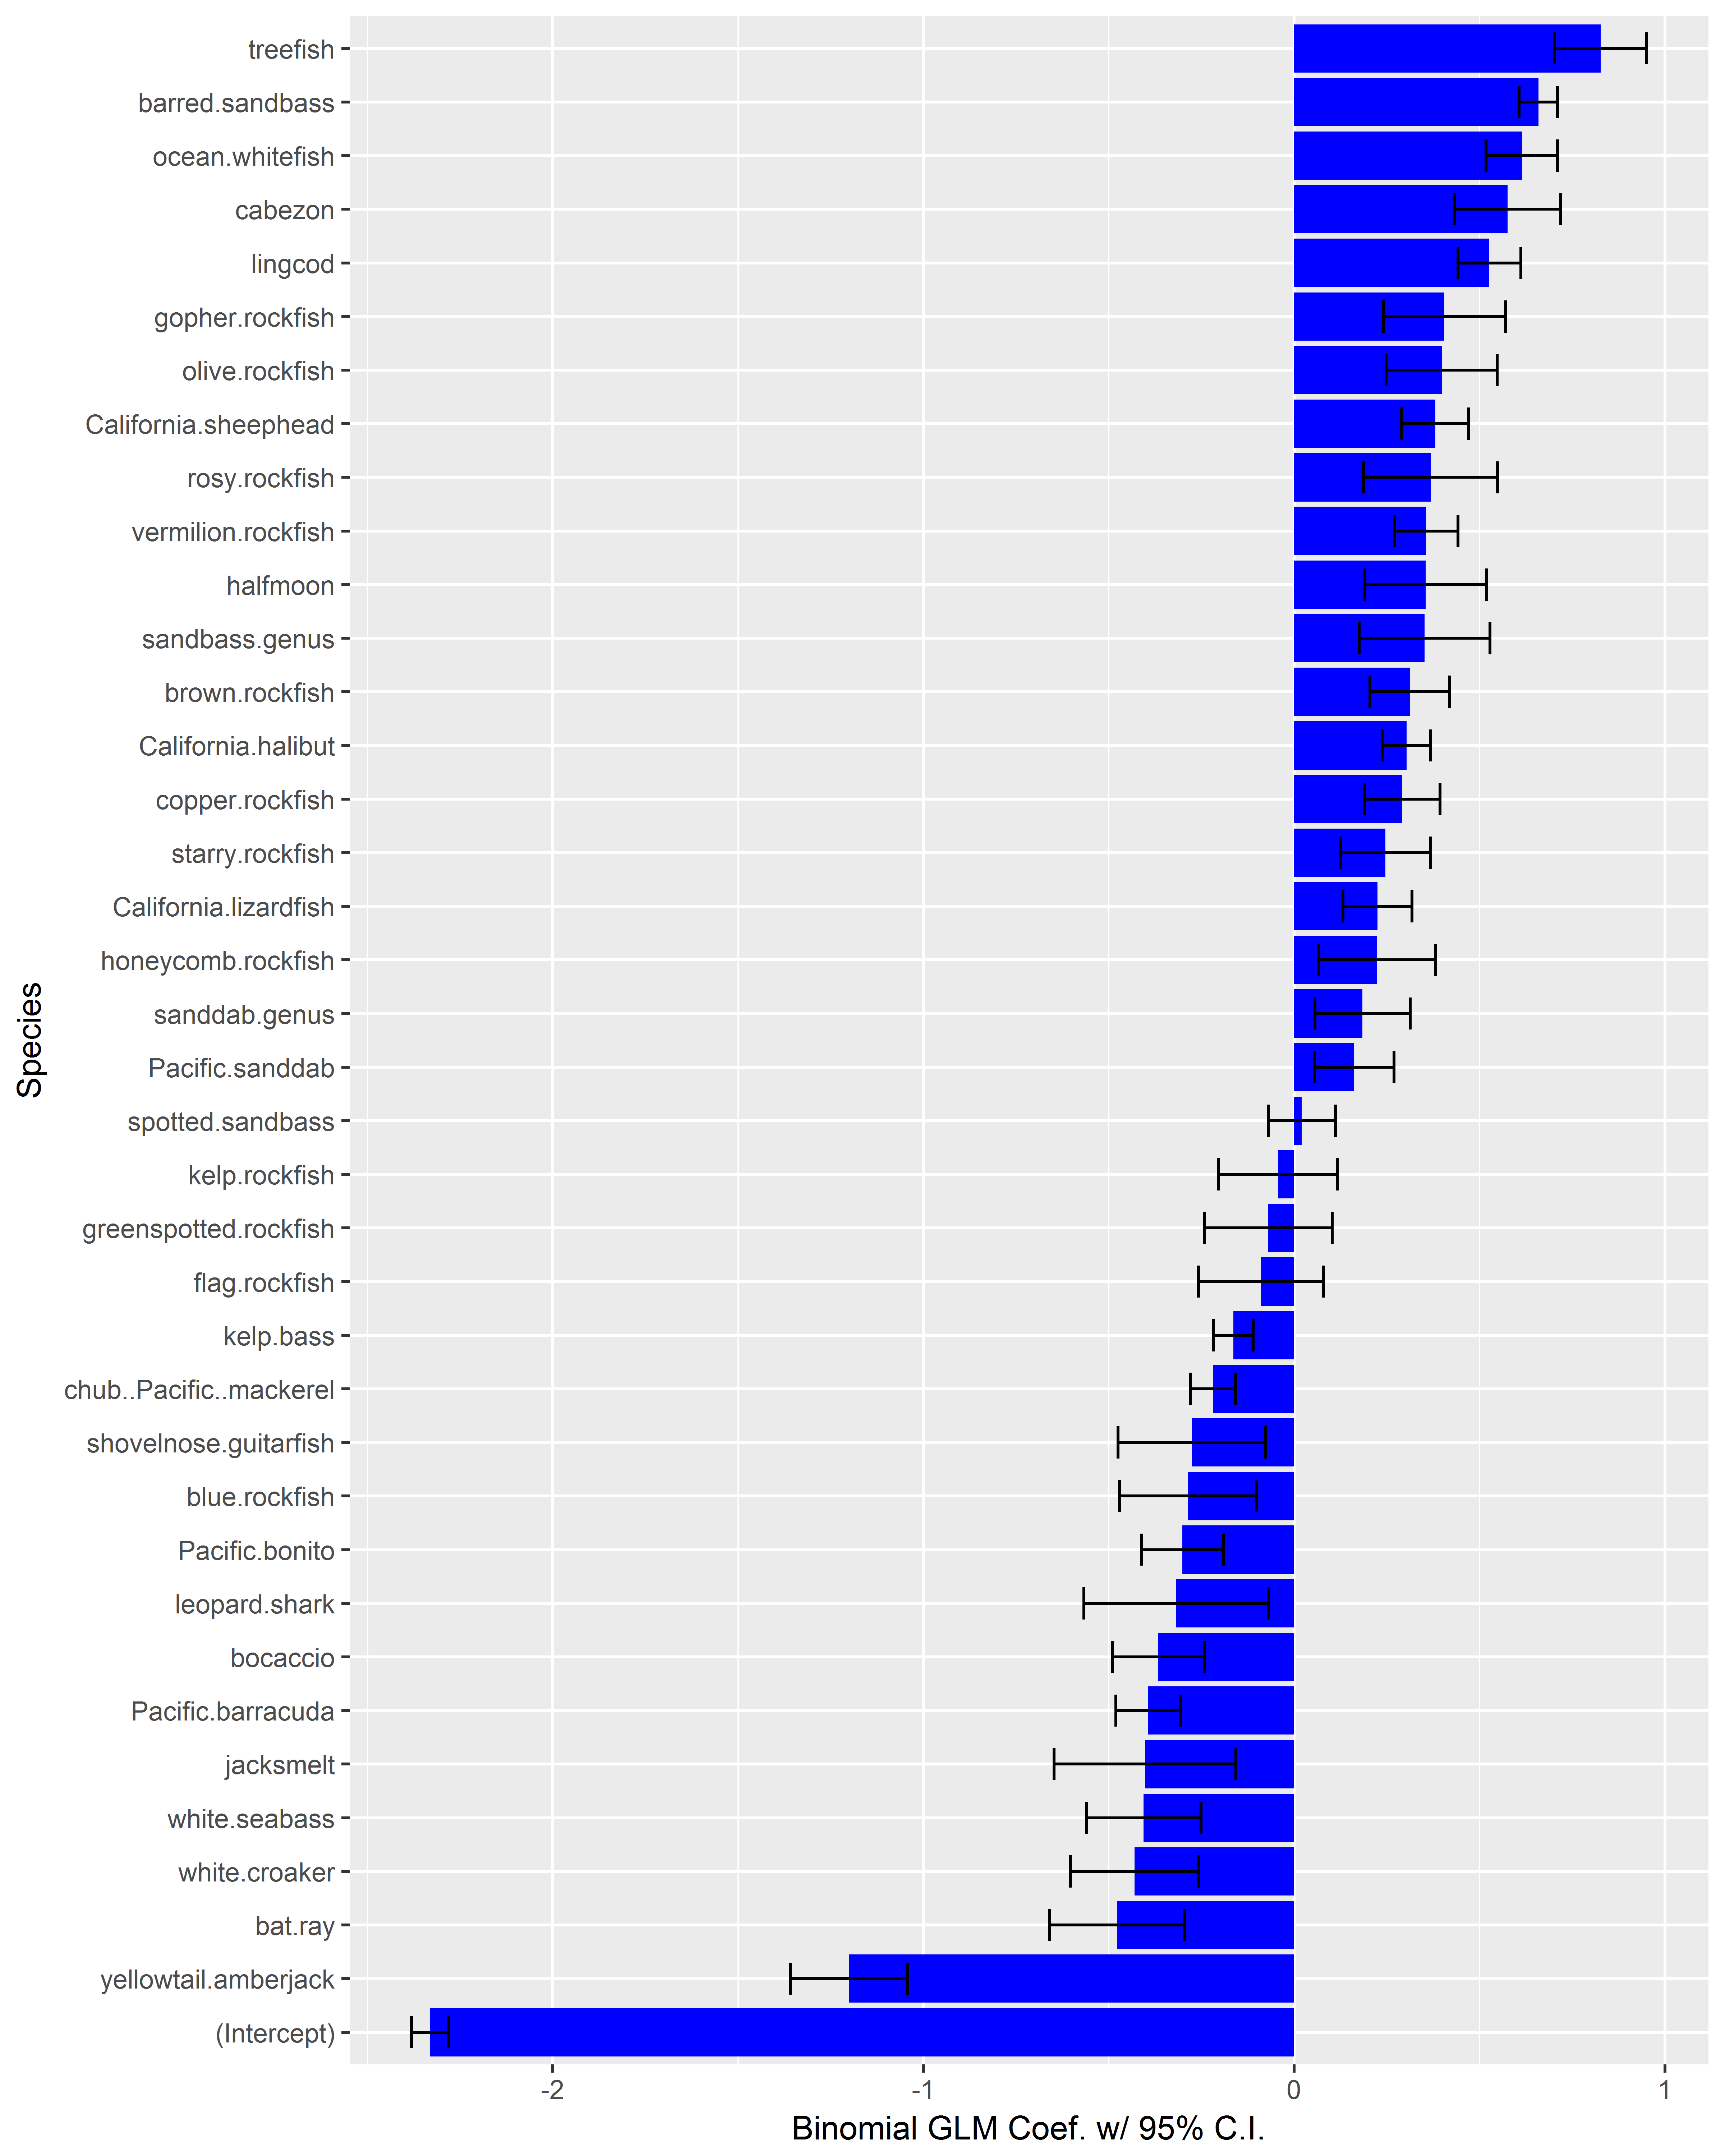 treefish
barred.sandbass
ocean.whitefish
cabezon
lingcod
gopher.rockfish
olive.rockfish
California.sheephead
rosy.rockfish
vermilion.rockfish
halfmoon
sandbass.genus
brown.rockfish
California.halibut
copper.rockfish
starry.rockfish
California.lizardfish
honeycomb.rockfish
sanddab.genus
Pacific.sanddab
spotted.sandbass
kelp.rockfish
greenspotted.rockfish
flag.rockfish
kelp.bass
chub..Pacific..mackerel
shovelnose.guitarfish
blue.rockfish
Pacific.bonito
leopard.shark
bocaccio
Pacific.barracuda
jacksmelt
white.seabass
white.croaker
bat.ray
yellowtail.amberjack
(Intercept)
Species
-2 -1 0 1
Binomial GLM Coef. w/ 95% C.I.